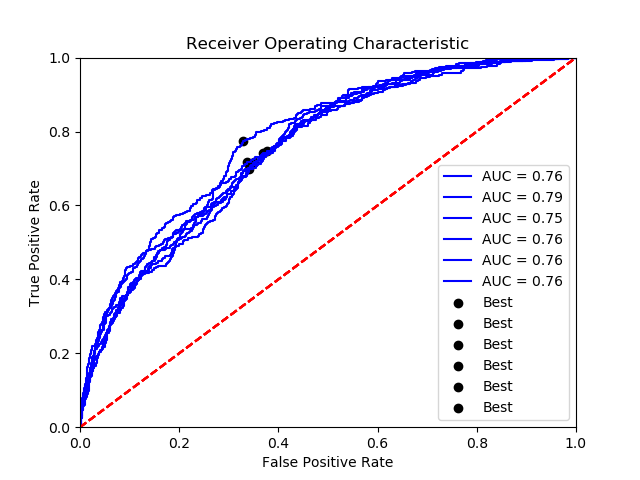 Receiver Operating Characteristic
True Positive Rate
1.0
0.8
0.6
0.4
0.2
0.0
AUC = 0.76
AUC = 0.79
AUC = 0.75
AUC = 0.76
AUC = 0.76
AUC = 0.76
Best
Best
Best
Best
Best
Best
0.0 0.2 0.4 0.6 0.8 1.0
False Positive Rate